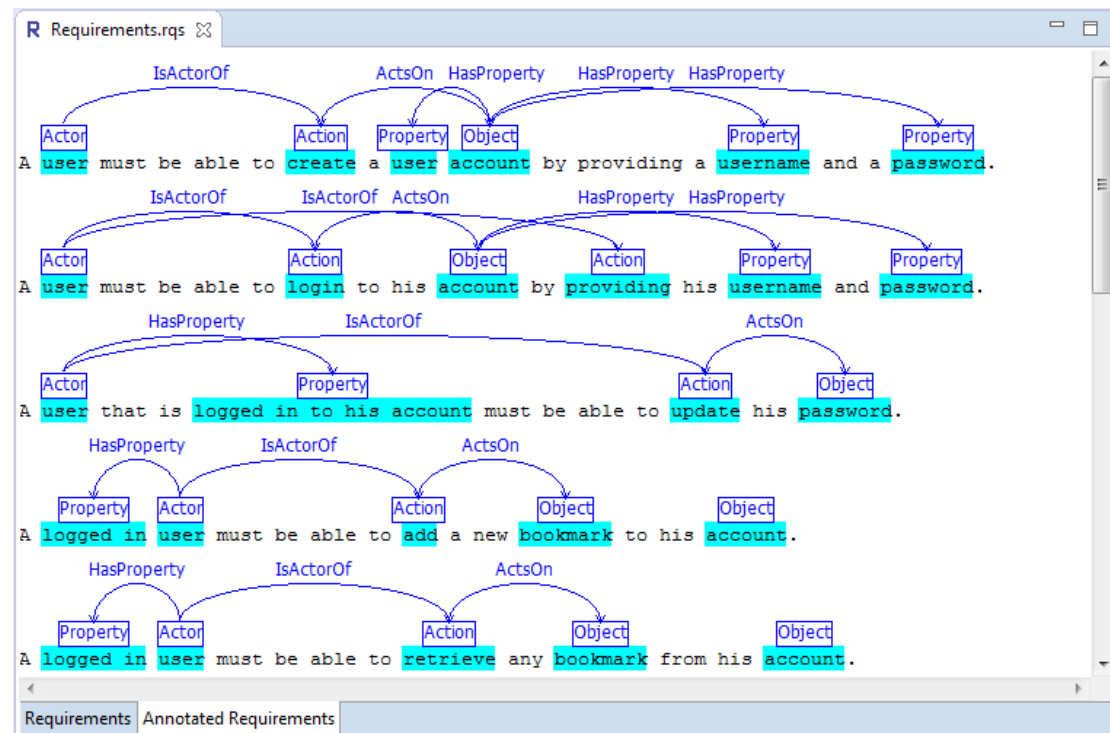 Requirements.rqs
IsActorOf ActsOn HasProperty HasProperty HasProperty
Actor Action Property Object Property Property
A user must be able to create a user account by providing a username and a password.
IsActorOf IsActorOf ActsOn HasProperty HasProperty
Actor Action Object Action Property Property
A user must be able to login to his account by providing his username and password.
HasProperty IsActorOf ActsOn
Actor Property Action Object
A user that is logged in to his account must be able to update his password.
HasProperty IsActorOf ActsOn
Property Actor Action Object Object
A logged in user must be able to add a new bookmark to his account.
HasProperty IsActorOf ActsOn
Property Actor Action Object Object
A logged in user must be able to retrieve any bookmark from his account.
Requirements Annotated Requirements